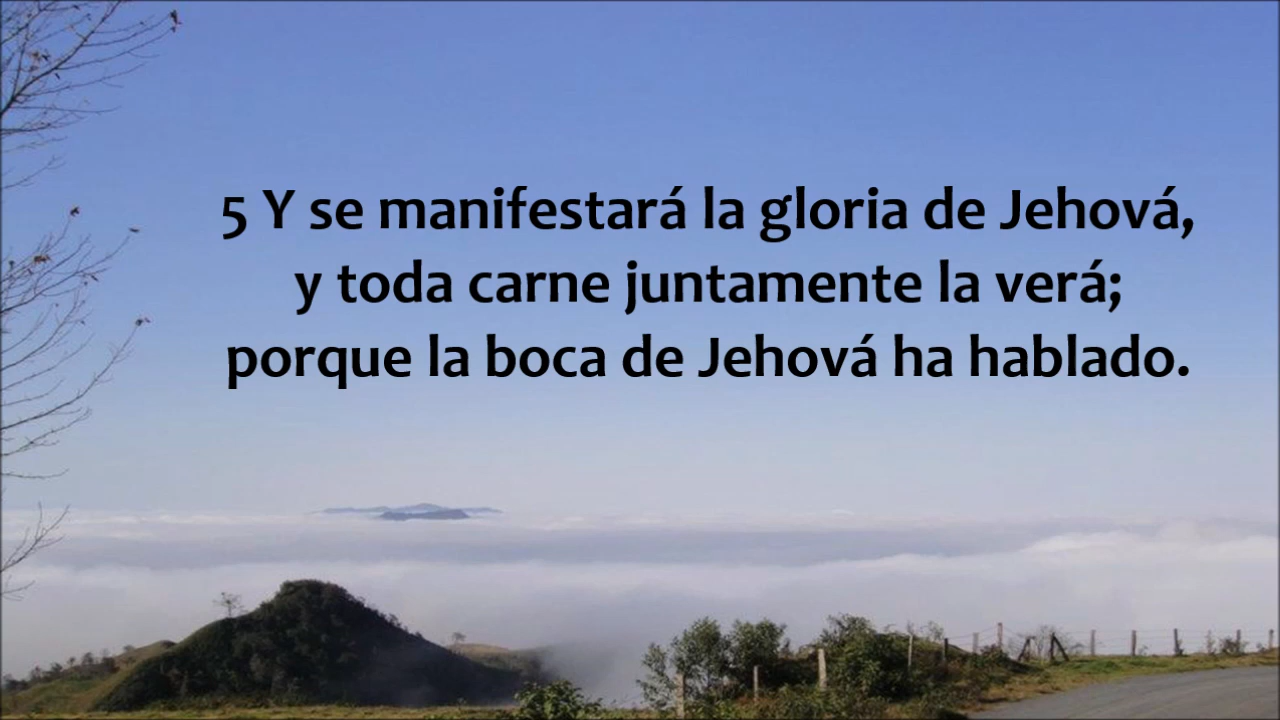 5 Y se manifestará la gloria de Jehová,
y toda carne juntamente la verá;
porque la boca de Jehová ha hablado.